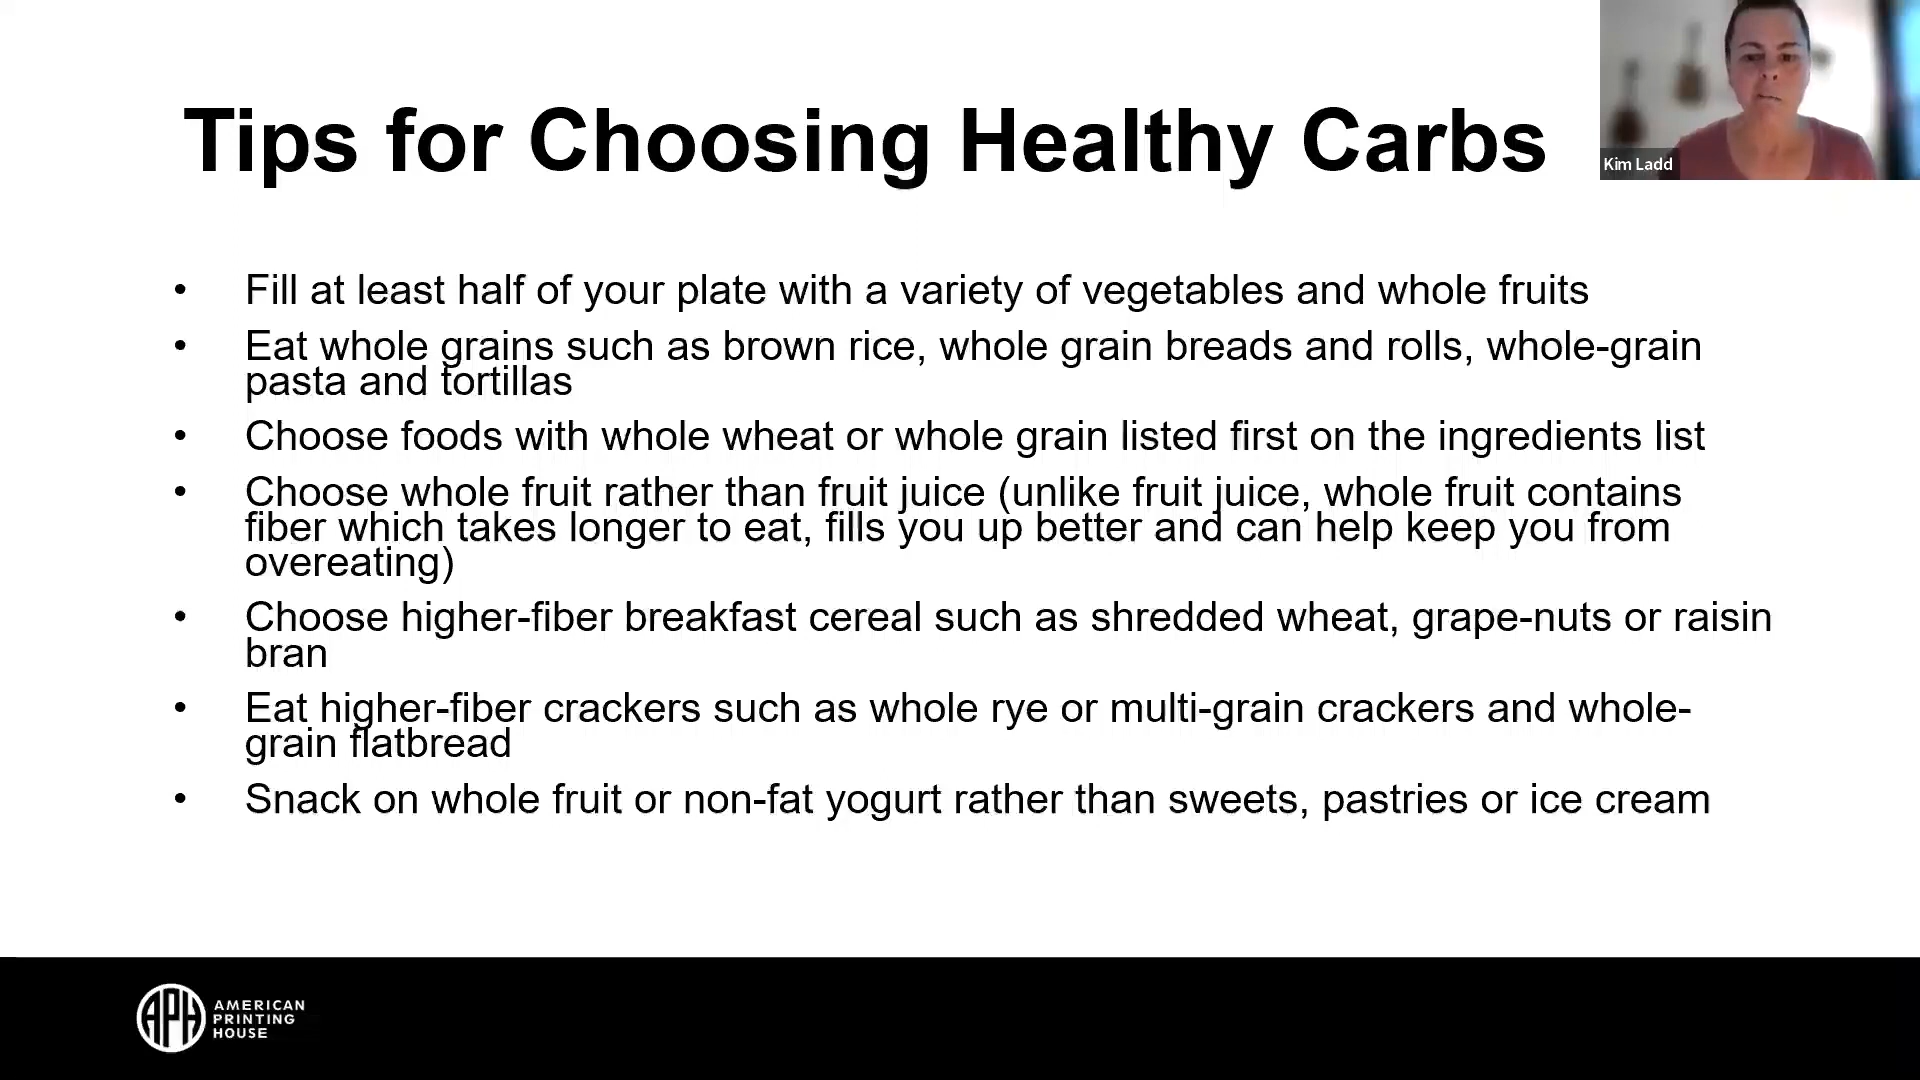 Tips for Choosing Healthy Carbs
Kim Ladd
• Fill at least half of your plate with a variety of vegetables and whole fruits
• Eat whole grains such as brown rice, whole grain breads and rolls, whole-grain
pasta and tortillas
• Choose foods with whole wheat or whole grain listed first on the ingredients list
• Choose whole fruit rather than fruit juice (unlike fruit juice, whole fruit contains
fiber which takes longer to eat, fills you up better and can help keep you from
overeating)
• Choose higher-fiber breakfast cereal such as shredded wheat, grape-nuts or raisin
bran
• Eat higher-fiber crackers such as whole rye or multi-grain crackers and whole-
grain flatbread
• Snack on whole fruit or non-fat yogurt rather than sweets, pastries or ice cream
APH
AMERICAN
PRINTING
HOUSE